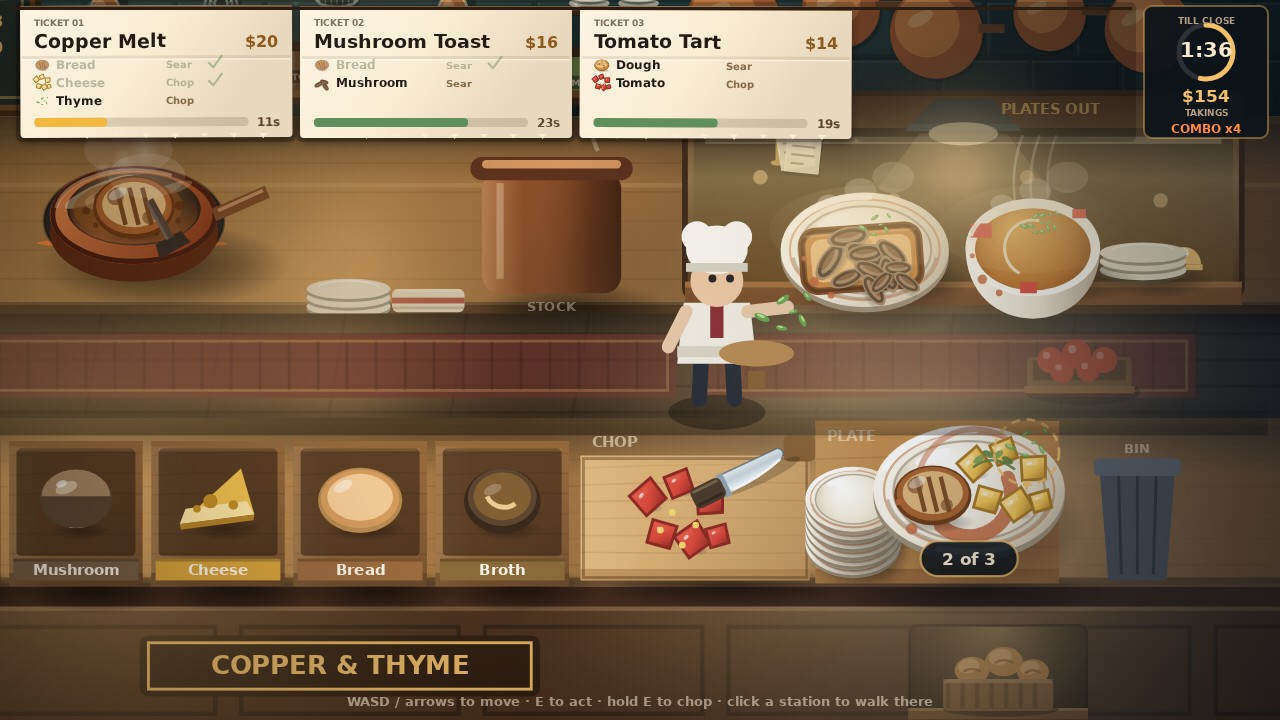 TICKET 01
Copper Melt $20
Bread Sear
Cheese Chop
Thyme Chop
11s
TICKET 02
Mushroom Toast $16
Bread Sear
Mushroom Sear
23s
TICKET 03
Tomato Tart $14
Dough Sear
Tomato Chop
19s
TILL CLOSE
1:36
$154
TAKINGS
COMBO x4
PLATES OUT
STOCK
CHOP
PLATE
BIN
2 of 3
Mushroom
Cheese
Bread
Broth
COPPER & THYME
WASD / arrows to move · E to act · hold E to chop · click a station to walk there